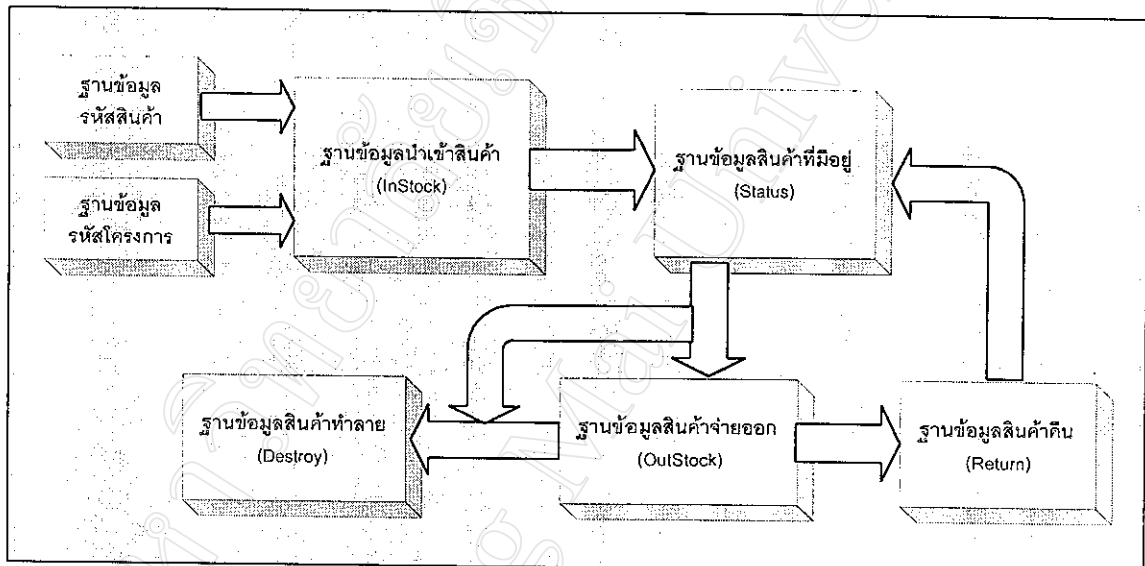 ฐานข้อมูล
รหัสสินค้า
ฐานข้อมูล
รหัสโครงการ
ฐานข้อมูลนำเข้าสินค้า
(InStock)
ฐานข้อมูลสินค้าที่มีอยู่
(Status)
ฐานข้อมูลสินค้าทำลาย
(Destroy)
ฐานข้อมูลสินค้าจ่ายออก
(OutStock)
ฐานข้อมูลสินค้าคืน
(Return)